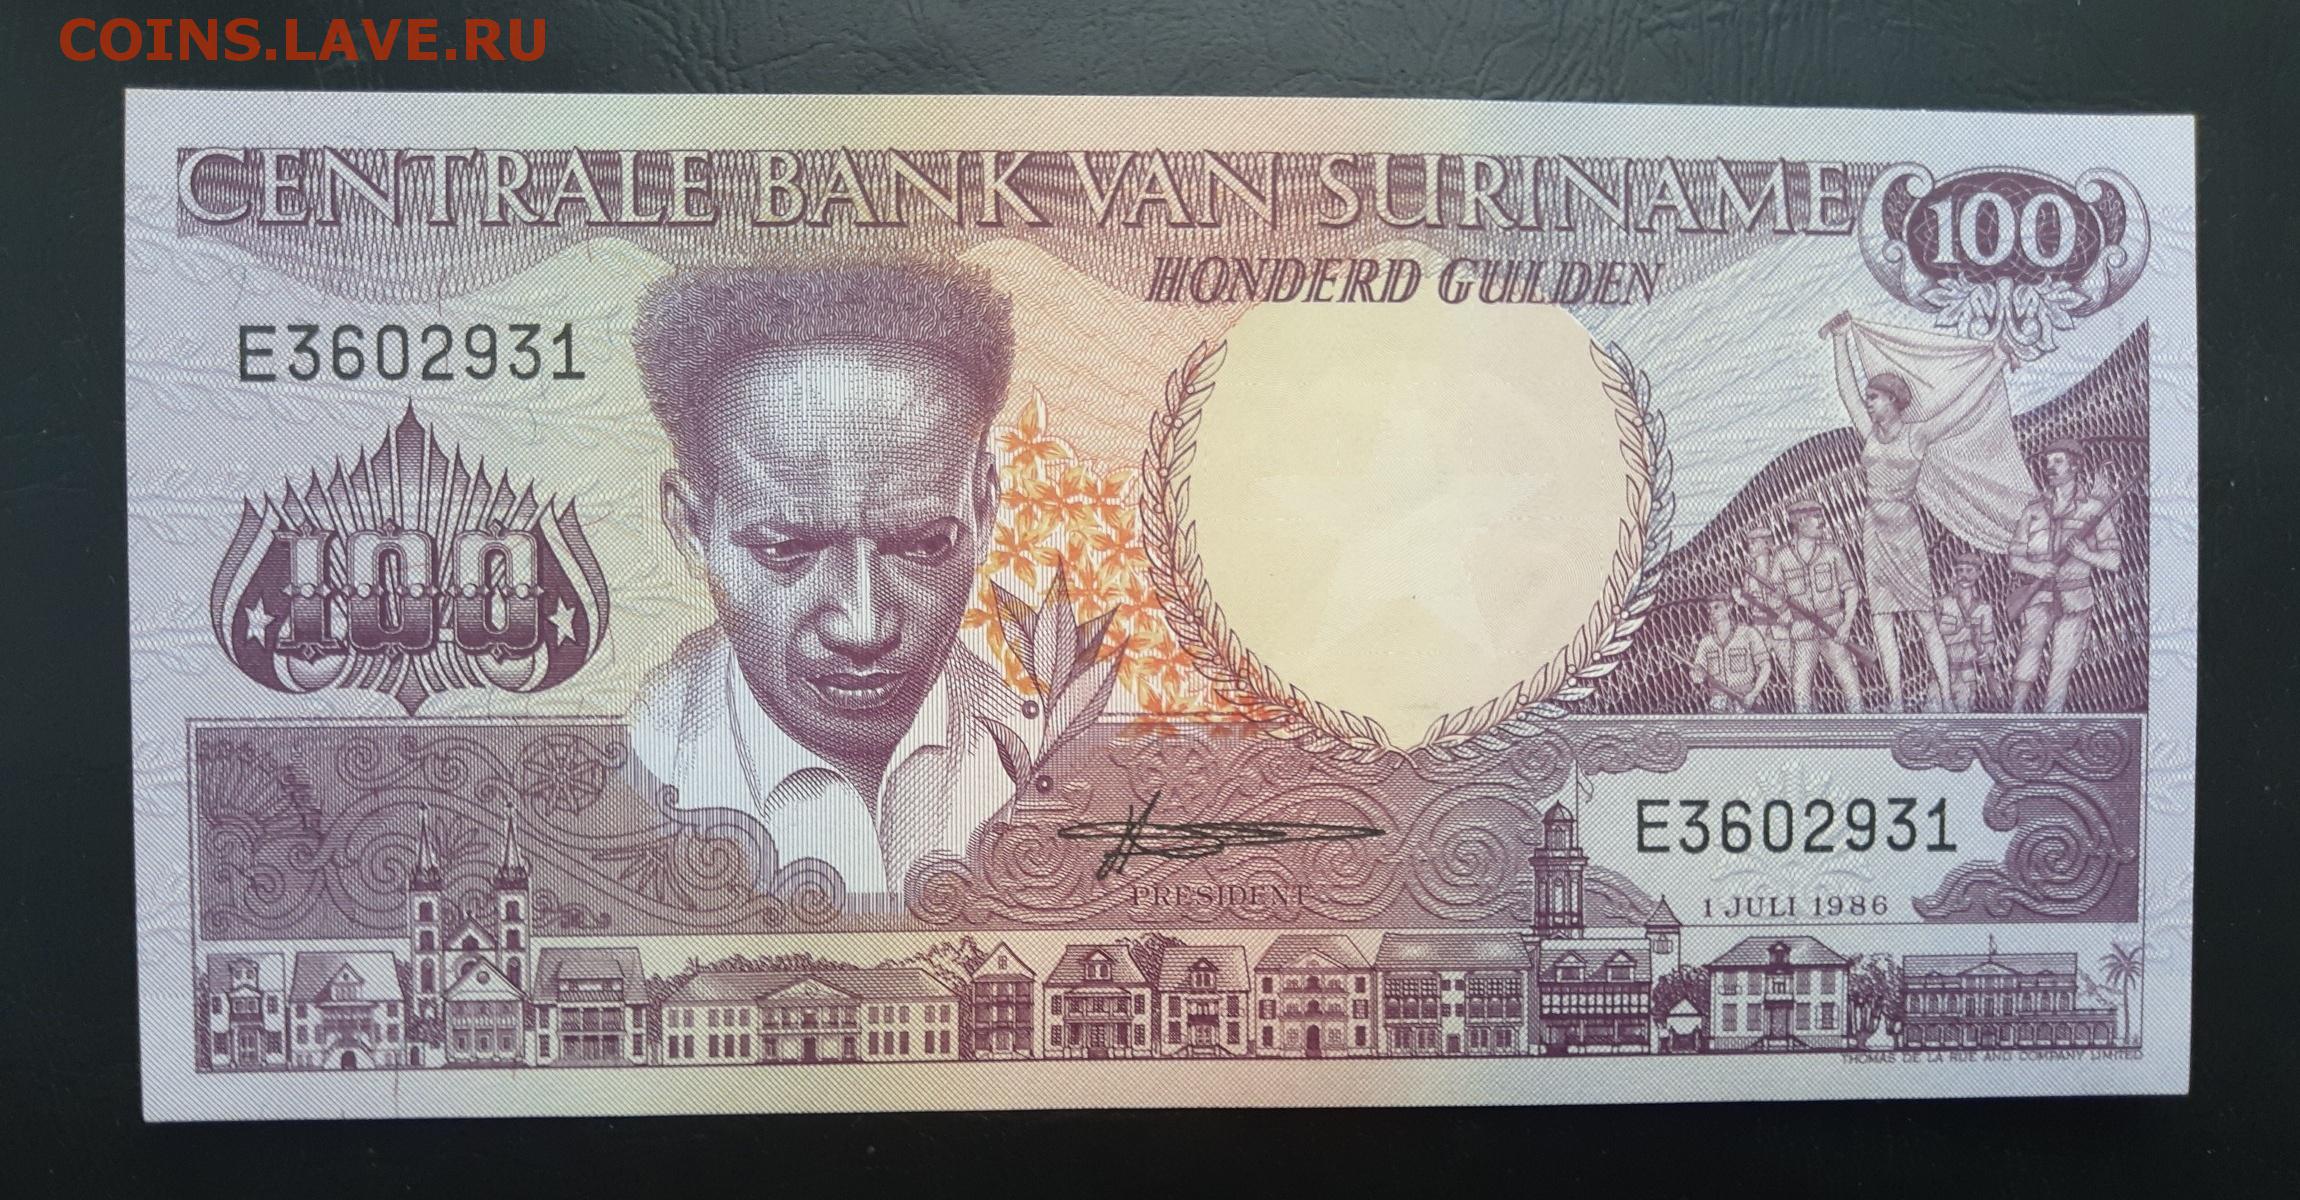 COINS.LAVE.RU
CENTRALE BANK VAN SURINAME
100
HONDERD GULDEN
E3602931
100
E3602931
PRESIDENT
1 JULI 1986
THOMAS DE LA RUE AND COMPANY LIMITED